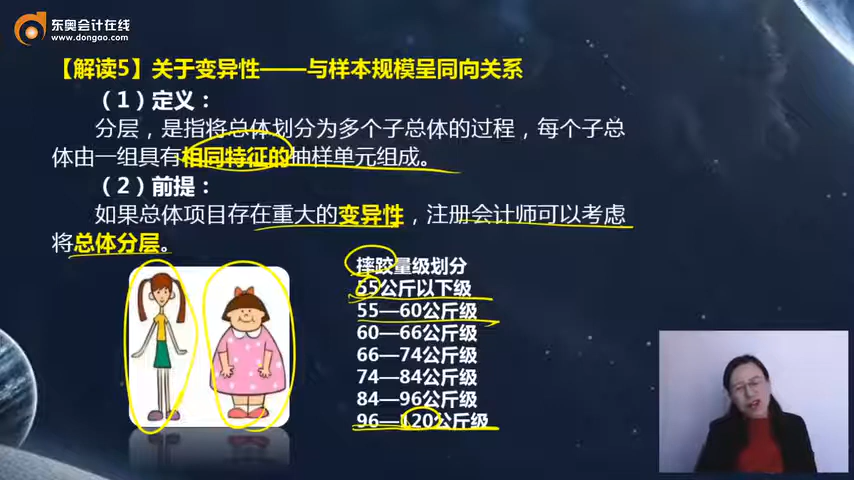 东奥会计在线
www.dongao.com
【解读5】关于变异性——与样本规模呈同向关系
（1）定义：
分层，是指将总体划分为多个子总体的过程，每个子总
体由一组具有相同特征的抽样单元组成。
（2）前提：
如果总体项目存在重大的变异性，注册会计师可以考虑
将总体分层。
摔跤量级划分
55公斤以下级
55—60公斤级
60—66公斤级
66—74公斤级
74—84公斤级
84—96公斤级
96—120公斤级